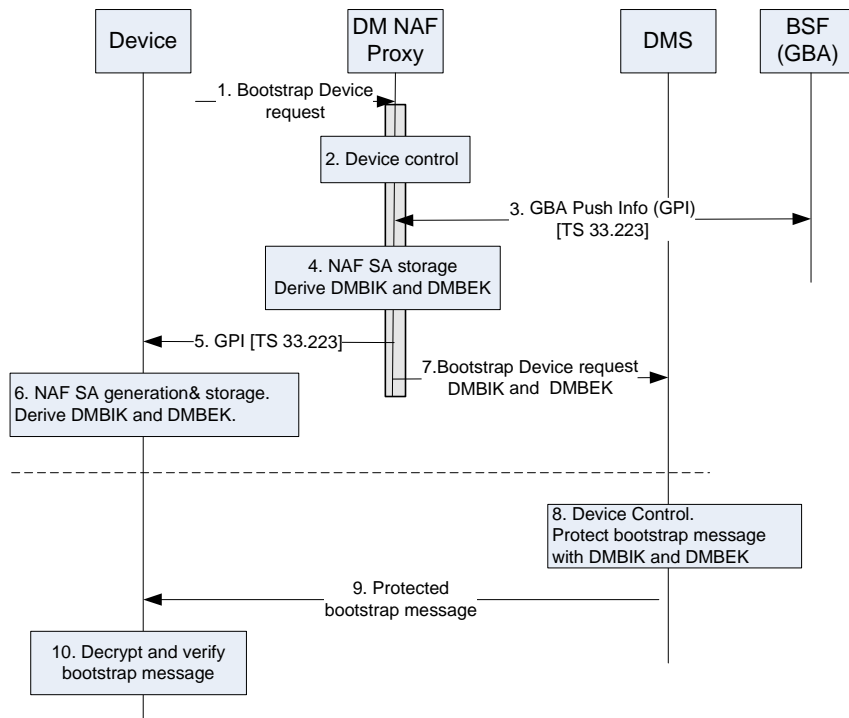 Device
DM NAF
Proxy
DMS
BSF
(GBA)
1. Bootstrap Device
request
2. Device control
3. GBA Push Info (GPI)
[TS 33.223]
4. NAF SA storage
Derive DMBIK and DMBEK
5. GPI [TS 33.223]
7.Bootstrap Device request
DMBIK and DMBEK
6. NAF SA generation& storage.
Derive DMBIK and DMBEK.
8. Device Control.
Protect bootstrap message
with DMBIK and DMBEK
9. Protected
bootstrap message
10. Decrypt and verify
bootstrap message